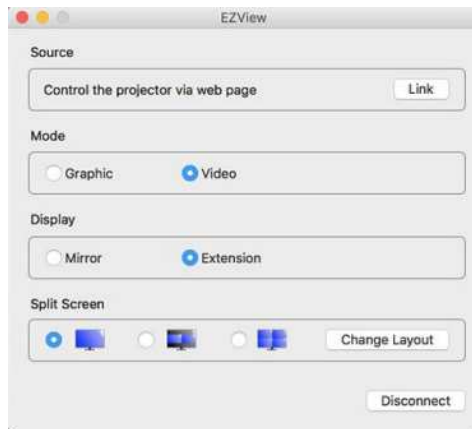 EZView
Source
Control the projector via web page Link
Mode
Graphic Video
Display
Mirror Extension
Split Screen
Change Layout
Disconnect